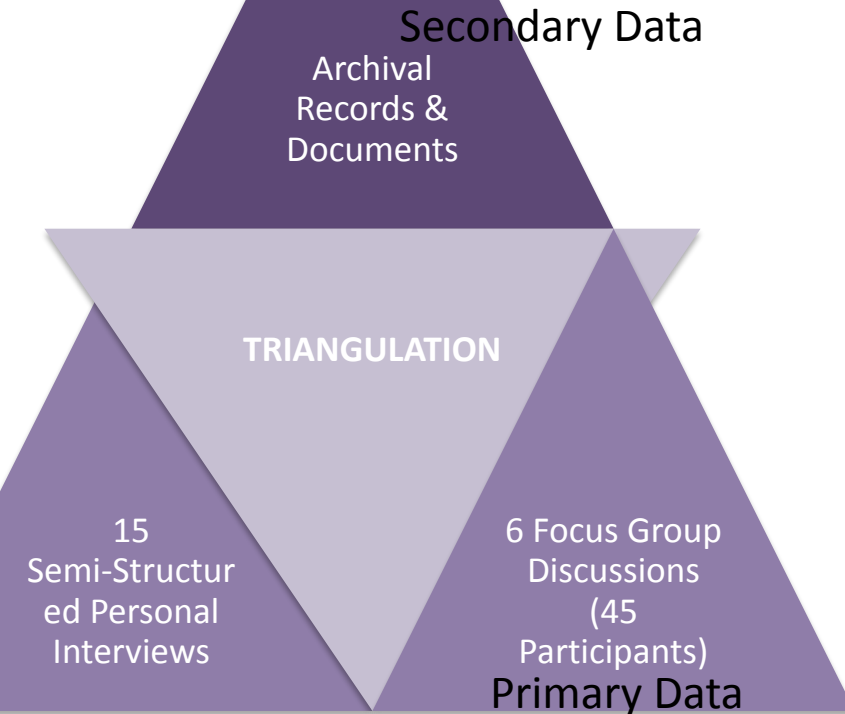 Secondary Data
Archival
Records &
Documents
TRIANGULATION
15
Semi-Structur
ed Personal
Interviews
6 Focus Group
Discussions
(45
Participants)
Primary Data